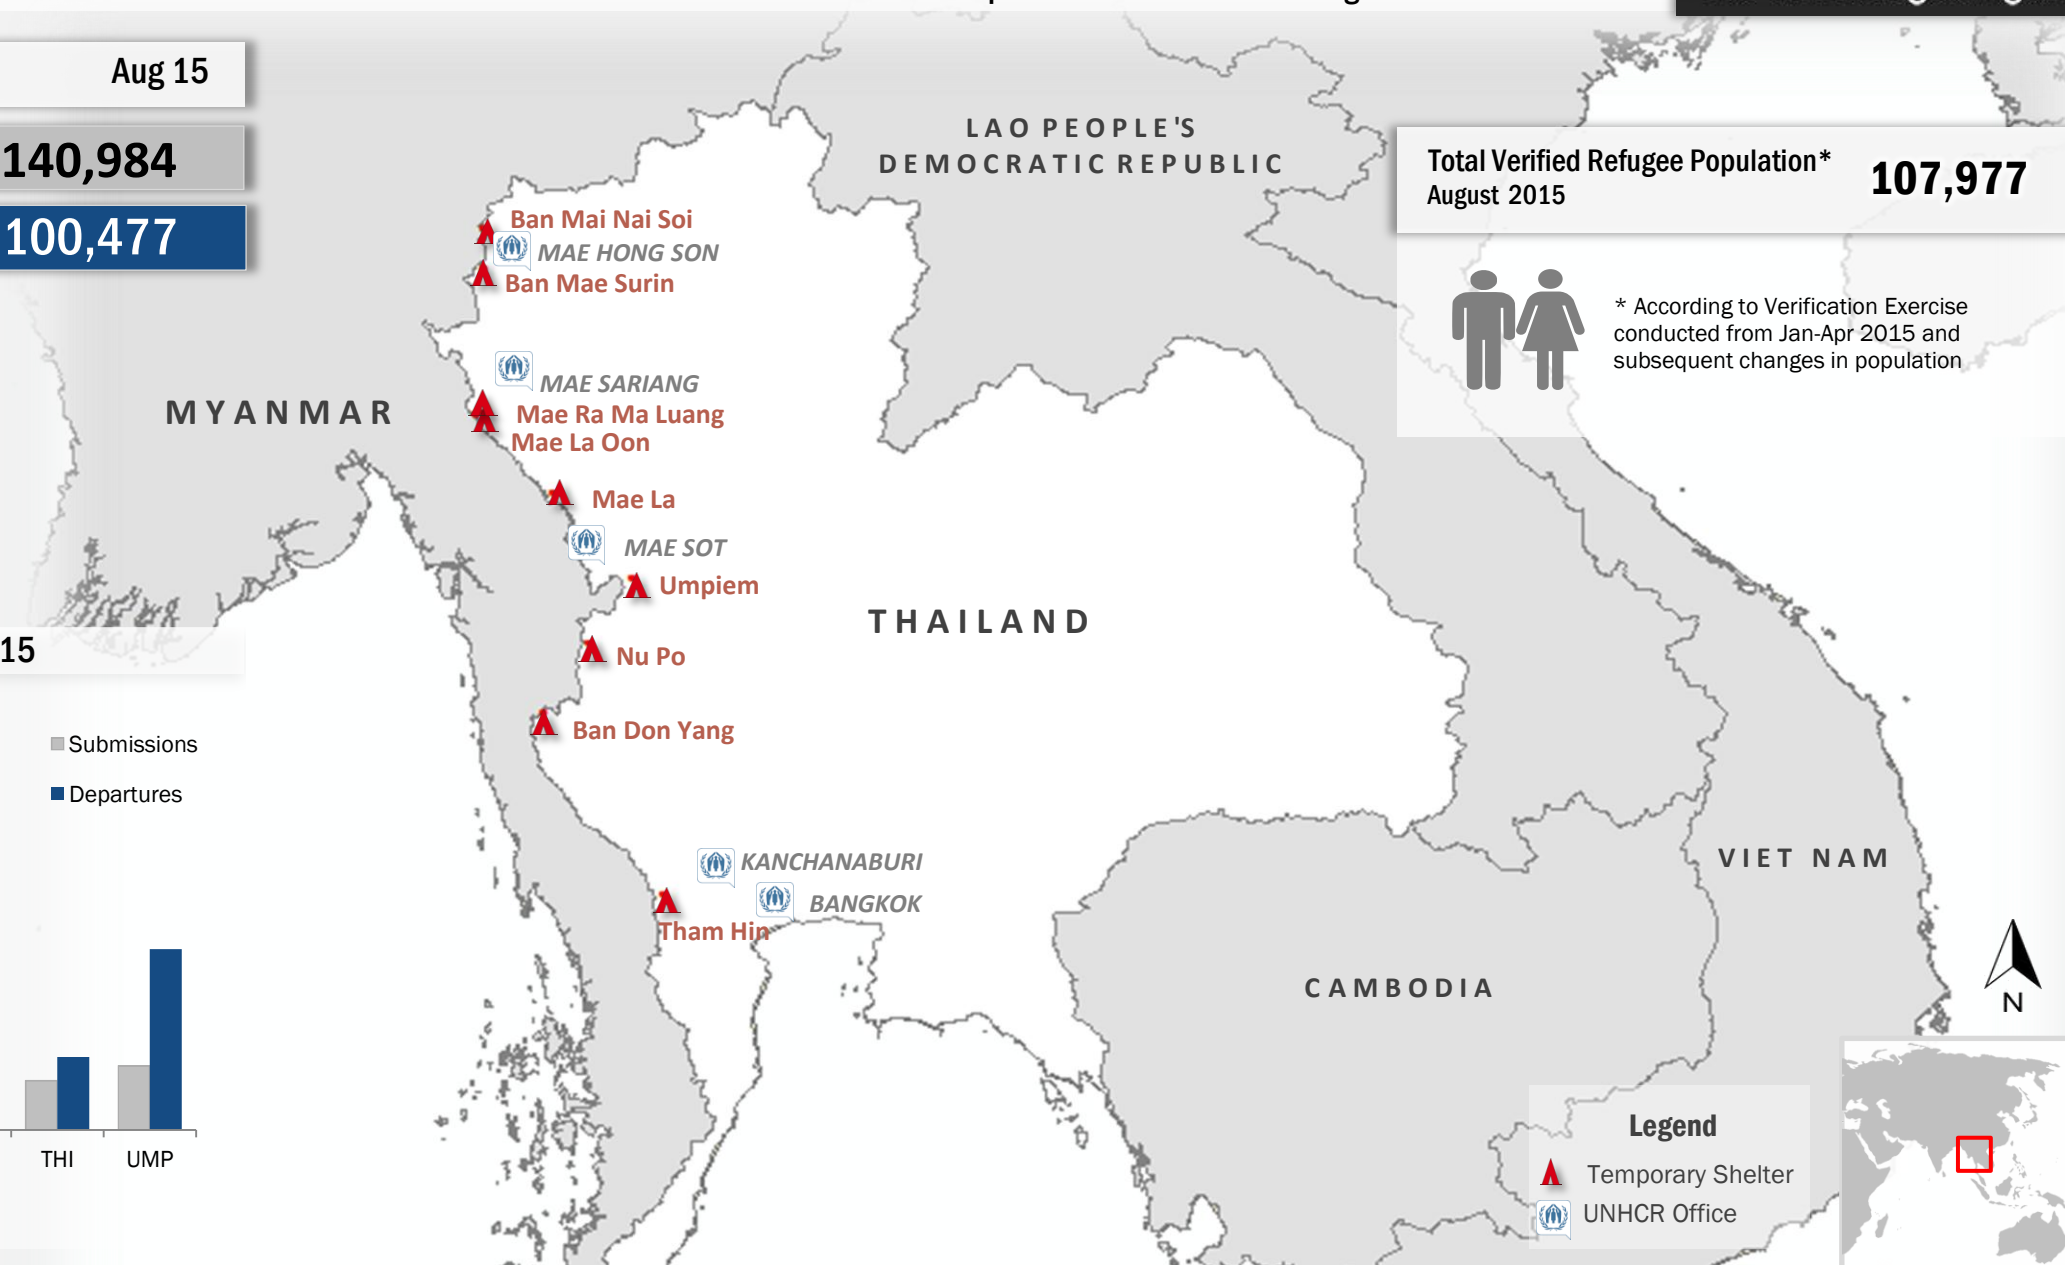 Aug 15
140,984
100,477
LAO PEOPLE'S
DEMOCRATIC REPUBLIC
Total Verified Refugee Population*
August 2015
107,977
* According to Verification Exercise
conducted from Jan-Apr 2015 and
subsequent changes in population
Ban Mai Nai Soi
MAE HONG SON
Ban Mae Surin
MAE SARIANG
MYANMAR
Mae Ra Ma Luang
Mae La Oon
Mae La
MAE SOT
Umpiem
THAILAND
Nu Po
Ban Don Yang
15
Submissions
Departures
KANCHANABURI
BANGKOK
Tham Hin
VIET NAM
CAMBODIA
N
THI
UMP
Legend
Temporary Shelter
UNHCR Office